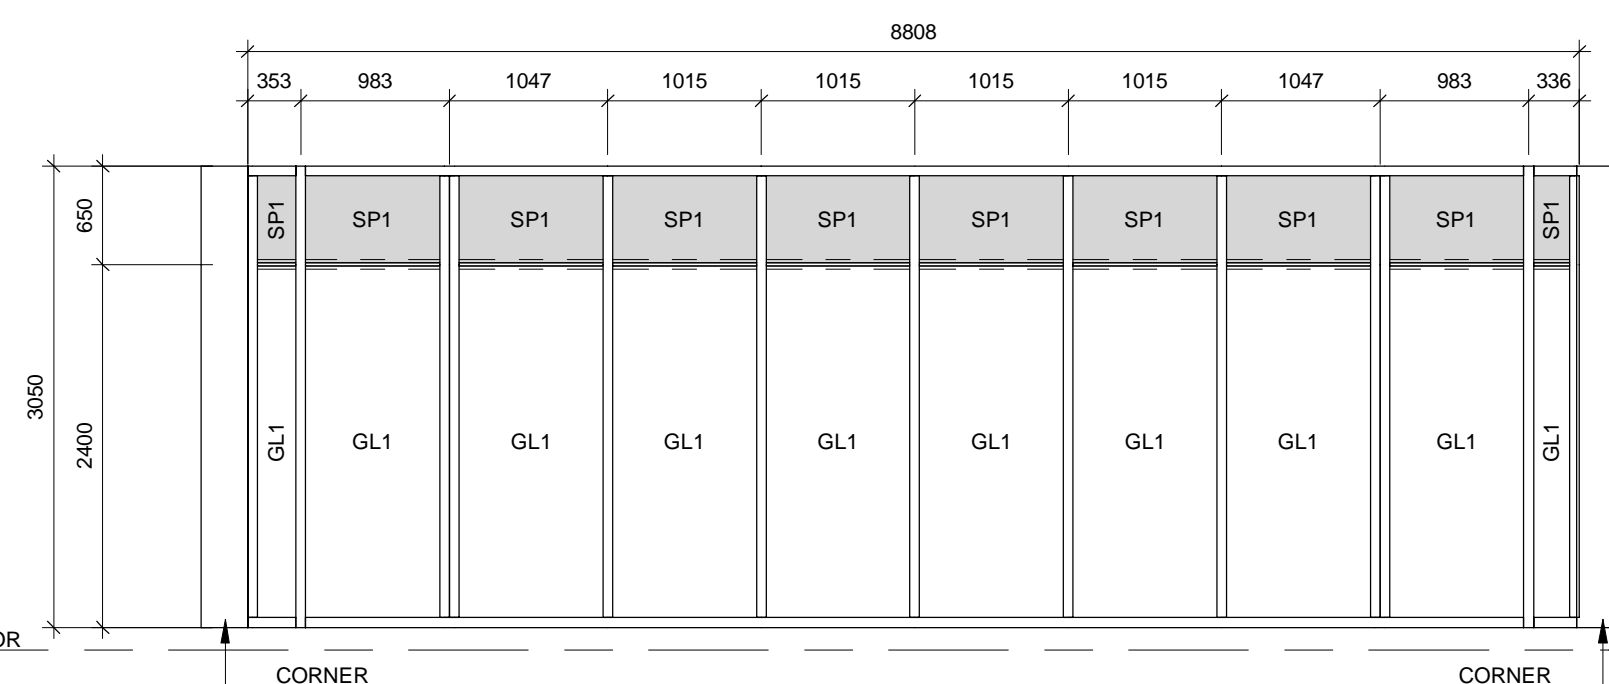 8808
353 983 1047 1015 1015 1015 1015 1047 983 336
650
SP1 SP1 SP1 SP1 SP1 SP1 SP1 SP1 SP1 SP1
3050
2400
GL1 GL1 GL1 GL1 GL1 GL1 GL1 GL1 GL1 GL1
OR
CORNER CORNER